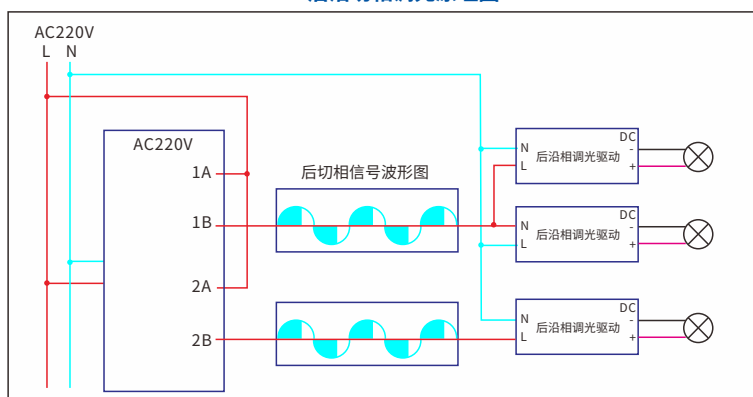 AC220V
L N
AC220V
1A
1B
2A
2B
后切相信号波形图
DC
N
后沿相调光驱动
-
L
+
DC
N
后沿相调光驱动
-
L
+
DC
N
后沿相调光驱动
-
L
+